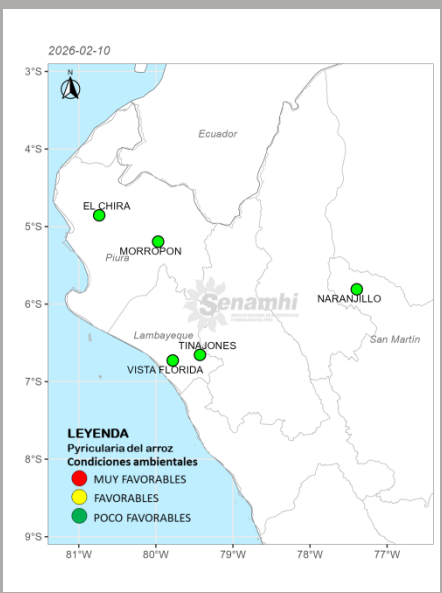 2026-02-10
3°S
N
Ecuador
4°S
EL CHIRA
5°S
MORROPON
Piura
6°S
Senamhi
NARANJILLO
Lambayeque
San Martín
TINAJONES
VISTA FLORIDA
7°S
LEYENDA
Pyricularia del arroz
Condiciones ambientales
8°S
MUY FAVORABLES
FAVORABLES
POCO FAVORABLES
9°S
81°W 80°W 79°W 78°W 77°W